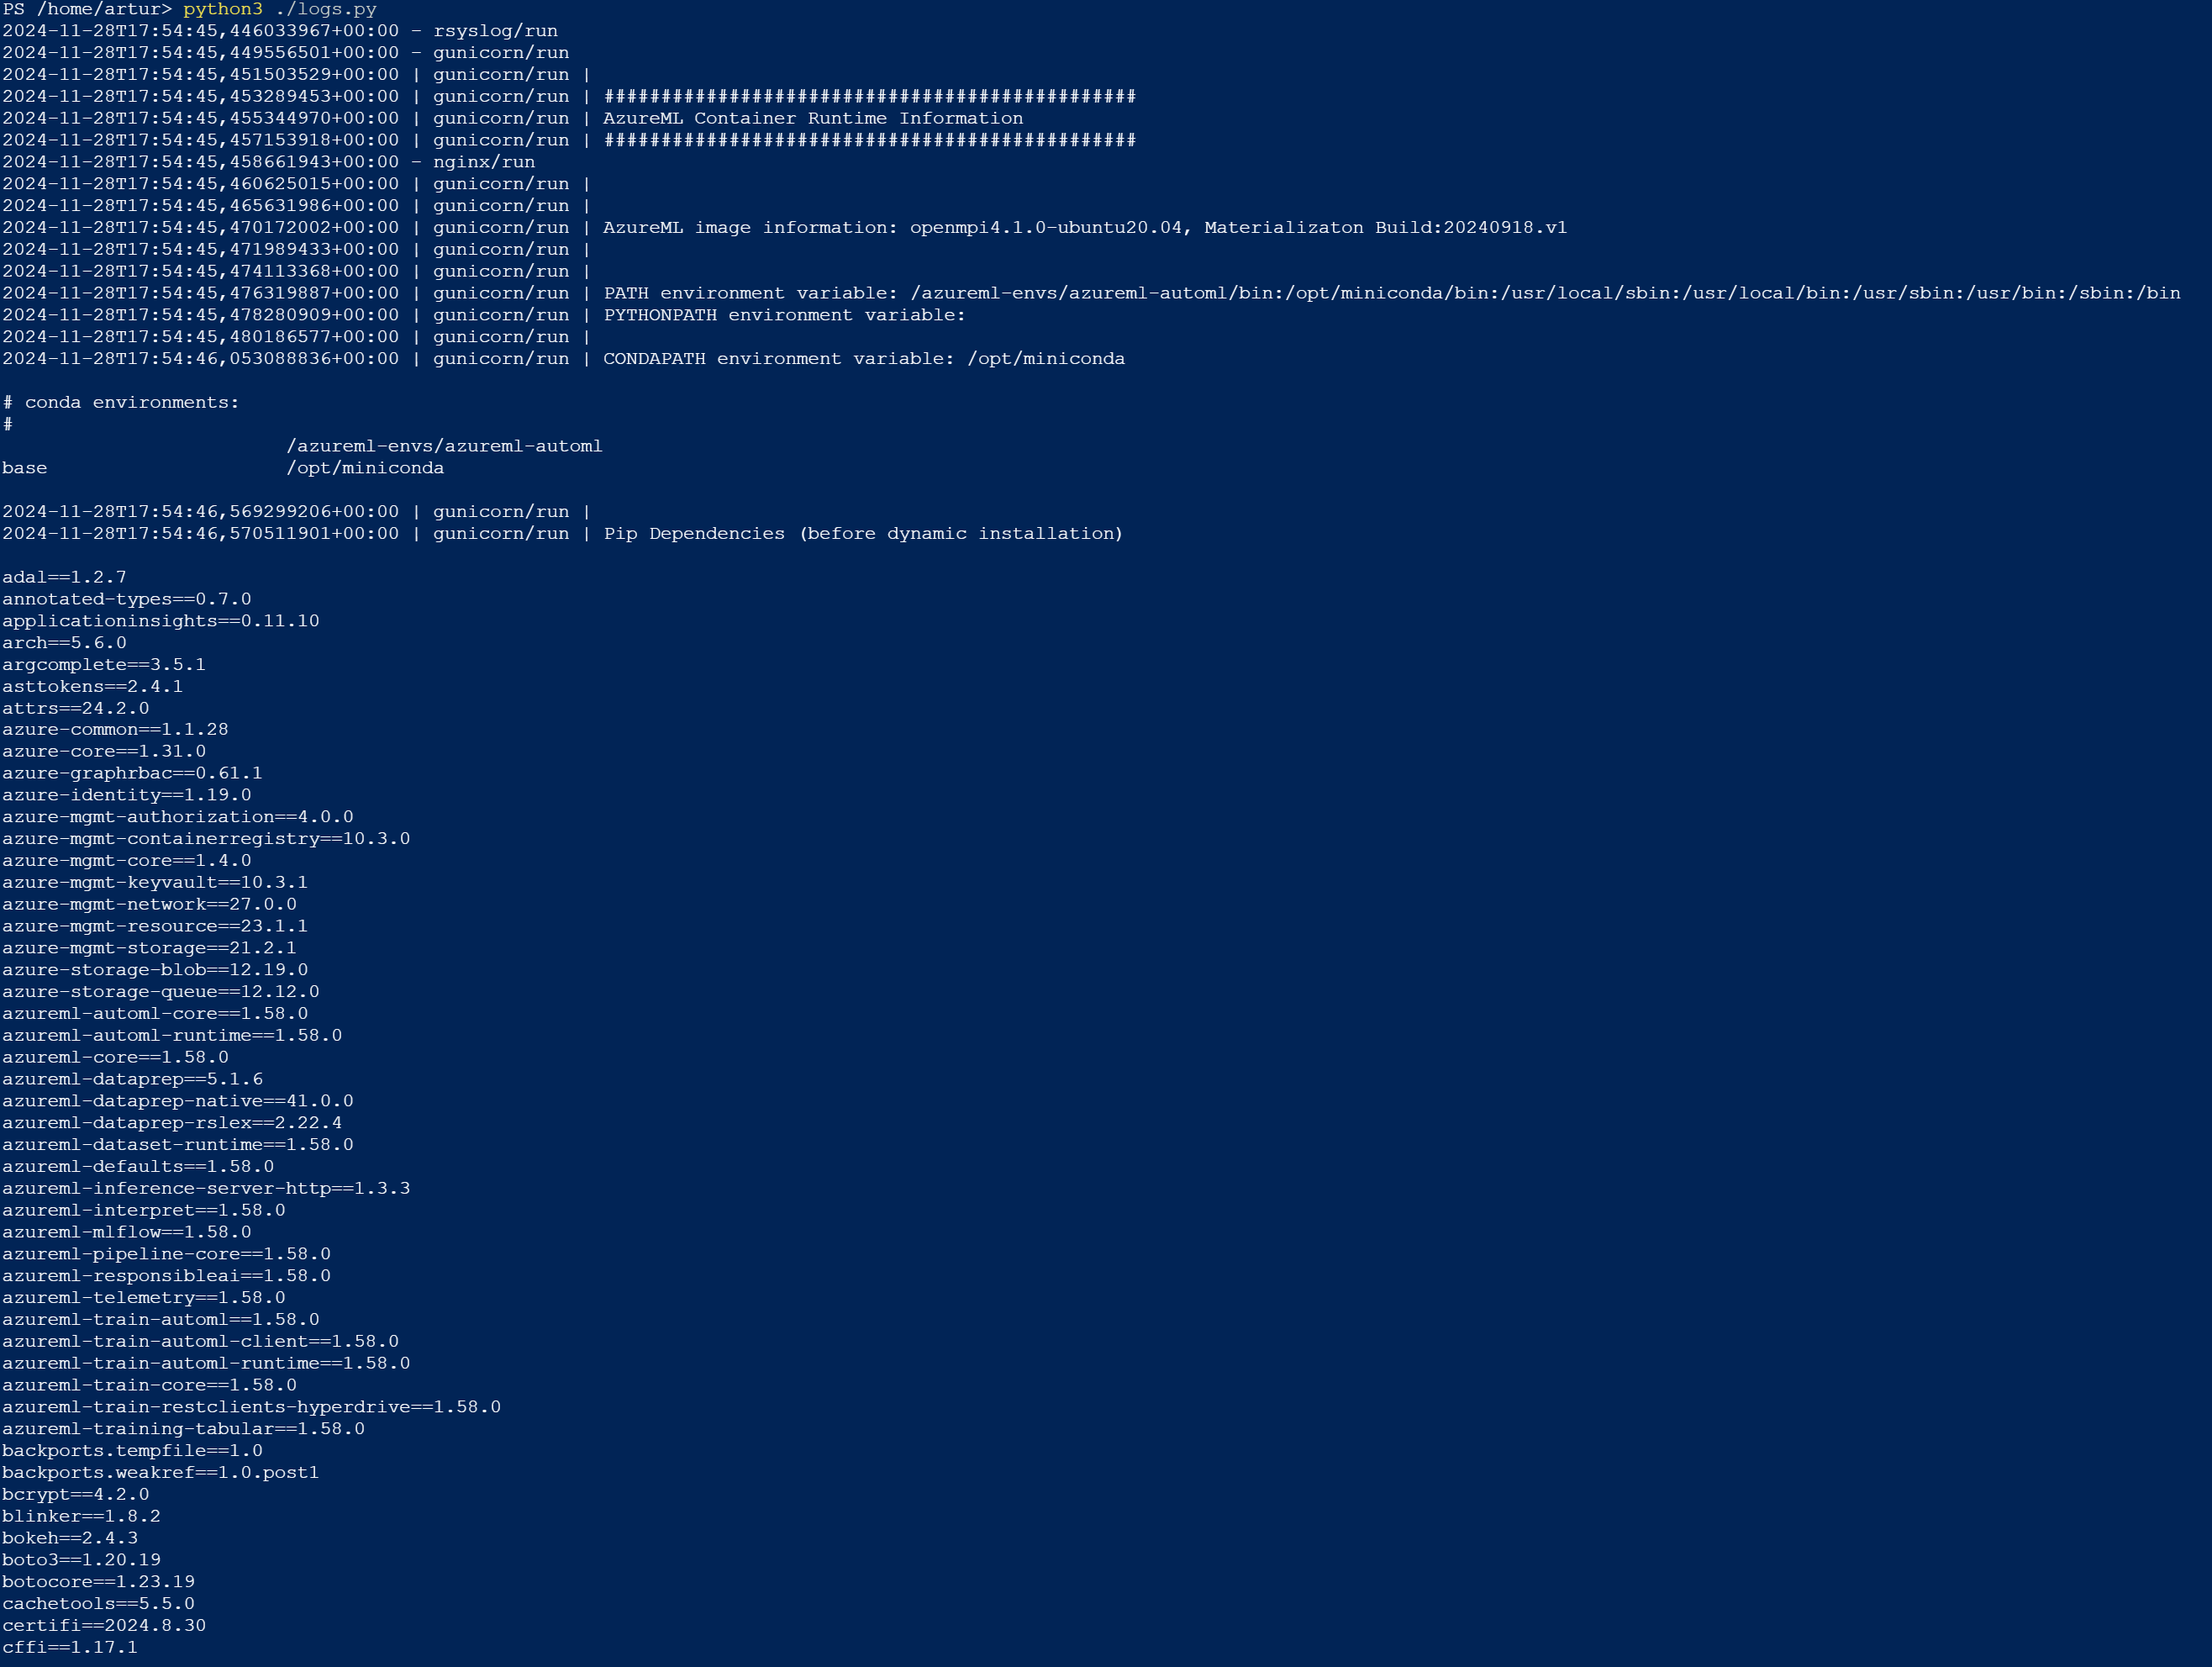 PS /home/artur> python3 ./logs.py
2024-11-28T17:54:45,446033967+00:00 - rsyslog/run
2024-11-28T17:54:45,449556501+00:00 - gunicorn/run
2024-11-28T17:54:45,451503529+00:00 | gunicorn/run |
2024-11-28T17:54:45,453289453+00:00 | gunicorn/run | ###############################################
2024-11-28T17:54:45,455344970+00:00 | gunicorn/run | AzureML Container Runtime Information
2024-11-28T17:54:45,457153918+00:00 | gunicorn/run | ###############################################
2024-11-28T17:54:45,458661943+00:00 - nginx/run
2024-11-28T17:54:45,460625015+00:00 | gunicorn/run |
2024-11-28T17:54:45,465631986+00:00 | gunicorn/run |
2024-11-28T17:54:45,470172002+00:00 | gunicorn/run | AzureML image information: openmpi4.1.0-ubuntu20.04, Materializaton Build:20240918.v1
2024-11-28T17:54:45,471989433+00:00 | gunicorn/run |
2024-11-28T17:54:45,474113368+00:00 | gunicorn/run |
2024-11-28T17:54:45,476319887+00:00 | gunicorn/run | PATH environment variable: /azureml-envs/azureml-automl/bin:/opt/miniconda/bin:/usr/local/sbin:/usr/local/bin:/usr/sbin:/usr/bin:/sbin:/bin
2024-11-28T17:54:45,478280909+00:00 | gunicorn/run | PYTHONPATH environment variable:
2024-11-28T17:54:45,480186577+00:00 | gunicorn/run |
2024-11-28T17:54:46,053088836+00:00 | gunicorn/run | CONDAPATH environment variable: /opt/miniconda
# conda environments:
#
/azureml-envs/azureml-automl
base                     /opt/miniconda
2024-11-28T17:54:46,569299206+00:00 | gunicorn/run |
2024-11-28T17:54:46,570511901+00:00 | gunicorn/run | Pip Dependencies (before dynamic installation)
adal==1.2.7
annotated-types==0.7.0
applicationinsights==0.11.10
arch==5.6.0
argcomplete==3.5.1
asttokens==2.4.1
attrs==24.2.0
azure-common==1.1.28
azure-core==1.31.0
azure-graphrbac==0.61.1
azure-identity==1.19.0
azure-mgmt-authorization==4.0.0
azure-mgmt-containerregistry==10.3.0
azure-mgmt-core==1.4.0
azure-mgmt-keyvault==10.3.1
azure-mgmt-network==27.0.0
azure-mgmt-resource==23.1.1
azure-mgmt-storage==21.2.1
azure-storage-blob==12.19.0
azure-storage-queue==12.12.0
azureml-automl-core==1.58.0
azureml-automl-runtime==1.58.0
azureml-core==1.58.0
azureml-dataprep==5.1.6
azureml-dataprep-native==41.0.0
azureml-dataprep-rslex==2.22.4
azureml-dataset-runtime==1.58.0
azureml-defaults==1.58.0
azureml-inference-server-http==1.3.3
azureml-interpret==1.58.0
azureml-mlflow==1.58.0
azureml-pipeline-core==1.58.0
azureml-responsibleai==1.58.0
azureml-telemetry==1.58.0
azureml-train-automl==1.58.0
azureml-train-automl-client==1.58.0
azureml-train-automl-runtime==1.58.0
azureml-train-core==1.58.0
azureml-train-restclients-hyperdrive==1.58.0
azureml-training-tabular==1.58.0
backports.tempfile==1.0
backports.weakref==1.0.post1
bcrypt==4.2.0
blinker==1.8.2
bokeh==2.4.3
boto3==1.20.19
botocore==1.23.19
cachetools==5.5.0
certifi==2024.8.30
cffi==1.17.1